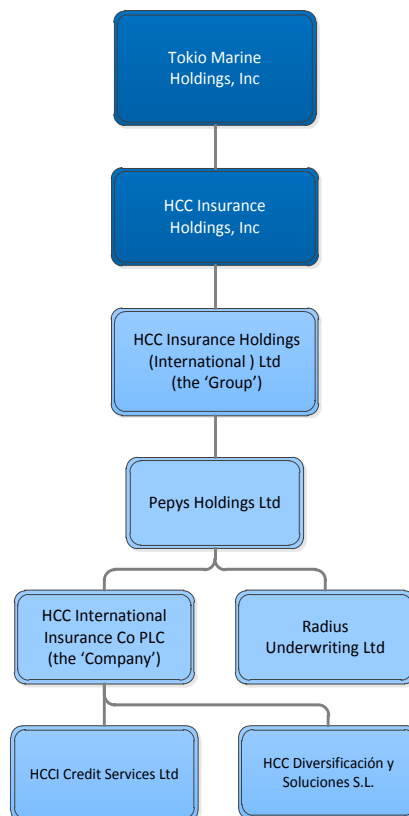 Tokio Marine
Holdings, Inc
HCC Insurance
Holdings, Inc
HCC Insurance Holdings
(International ) Ltd
(the ‘Group’)
Pepys Holdings Ltd
HCC International
Insurance Co PLC
(the ‘Company’)
Radius
Underwriting Ltd
HCCI Credit Services Ltd
HCC Diversificación y
Soluciones S.L.